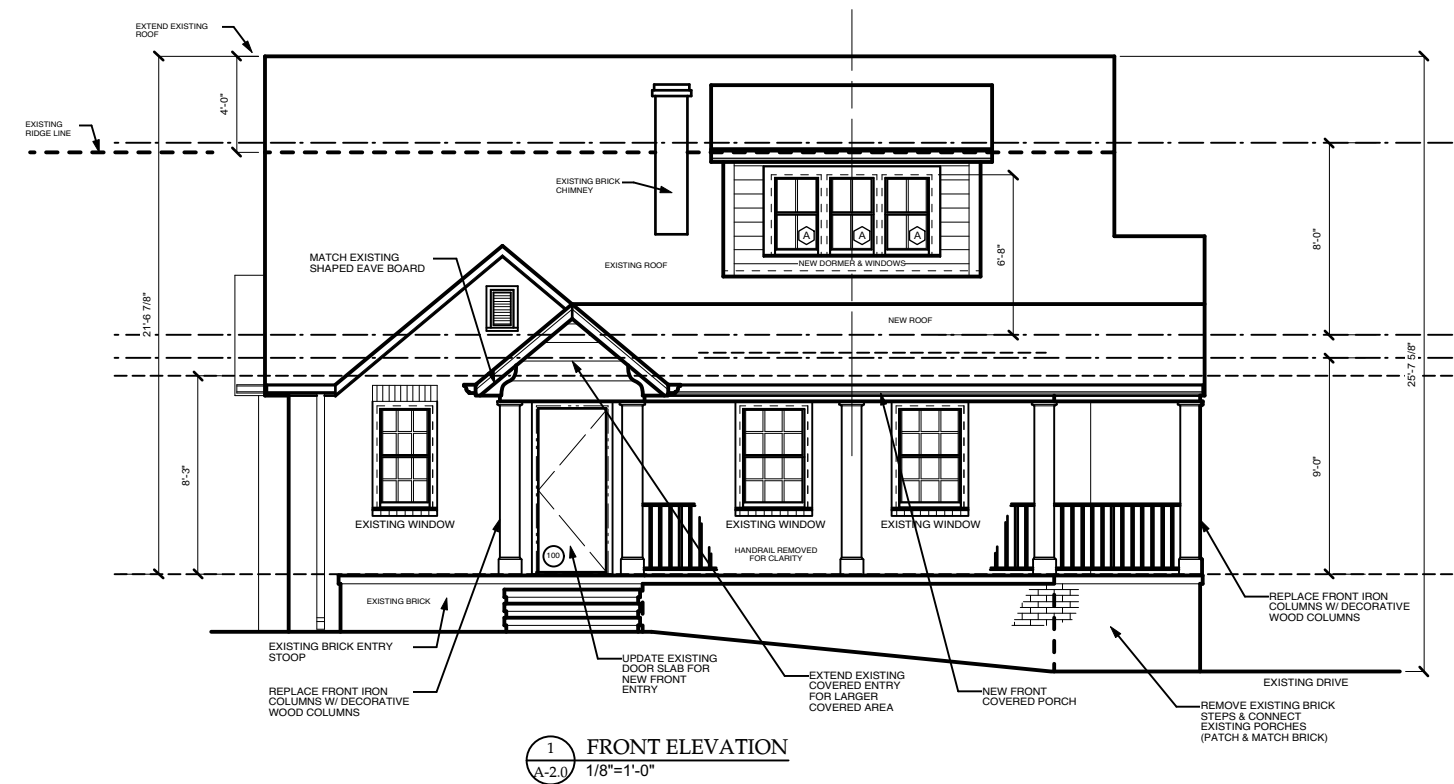 EXTEND EXISTING
ROOF
4'-0"
EXISTING
RIDGE LINE
EXISTING BRICK
CHIMNEY
A
A
A
8'-0"
6'-8"
MATCH EXISTING
SHAPED EAVE BOARD
EXISTING ROOF
NEW DORMER & WINDOWS
21'-6 7/8"
NEW ROOF
25'-7 5/8"
8'-3"
9'-0"
EXISTING WINDOW
EXISTING WINDOW
EXISTING WINDOW
100
HANDRAIL REMOVED
FOR CLARITY
EXISTING BRICK
REPLACE FRONT IRON
COLUMNS W/ DECORATIVE
WOOD COLUMNS
EXISTING BRICK ENTRY
STOOP
UPDATE EXISTING
DOOR SLAB FOR
NEW FRONT
ENTRY
EXTEND EXISTING
COVERED ENTRY
FOR LARGER
COVERED AREA
NEW FRONT
COVERED PORCH
EXISTING DRIVE
REPLACE FRONT IRON
COLUMNS W/ DECORATIVE
WOOD COLUMNS
REMOVE EXISTING BRICK
STEPS & CONNECT
EXISTING PORCHES
(PATCH & MATCH BRICK)
1
A-2.0
FRONT ELEVATION
1/8"=1'-0"